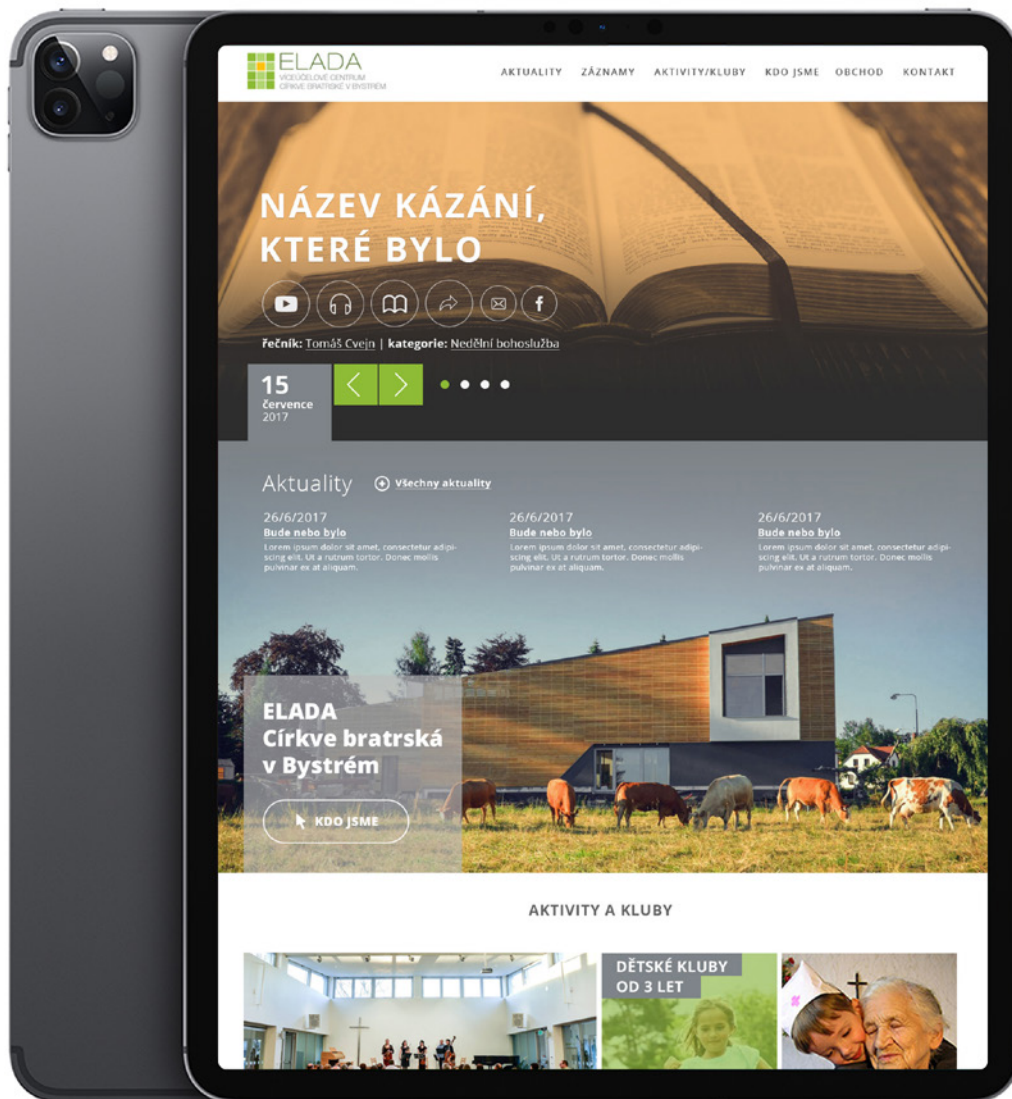 ELADA
VÍCEÚČELOVÉ CENTRUM
CÍRKVE BRATRSKÉ V BYSTRÉM
AKTUALITY ZÁZNAMY AKTIVITY/KLUBY KDO JSME OBCHOD KONTAKT
NÁZEV KÁZÁNÍ,
KTERÉ BYLO
řečník: Tomáš Cvejn | kategorie: Nedělní bohoslužba
15
července
2017
Aktuality Všechny aktuality
26/6/2017
Bude nebo bylo
Lorem ipsum dolor sit amet, consectetur adipi-
scing elit. Ut a rutrum tortor. Donec mollis
pulvinar ex at aliquam.
26/6/2017
Bude nebo bylo
Lorem ipsum dolor sit amet, consectetur adipi-
scing elit. Ut a rutrum tortor. Donec mollis
pulvinar ex at aliquam.
26/6/2017
Bude nebo bylo
Lorem ipsum dolor sit amet, consectetur adipi-
scing elit. Ut a rutrum tortor. Donec mollis
pulvinar ex at aliquam.
ELADA
Církve bratrská
v Bystrém
KDO JSME
AKTIVITY A KLUBY
DĚTSKÉ KLUBY
OD 3 LET